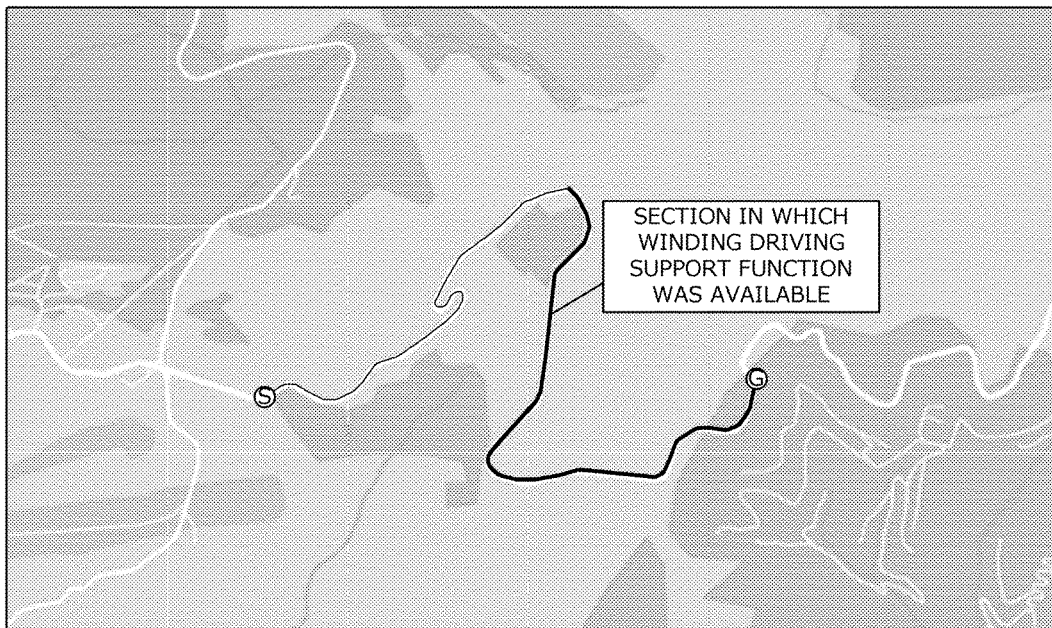 SECTION IN WHICH
WINDING DRIVING
SUPPORT FUNCTION
WAS AVAILABLE
G
S